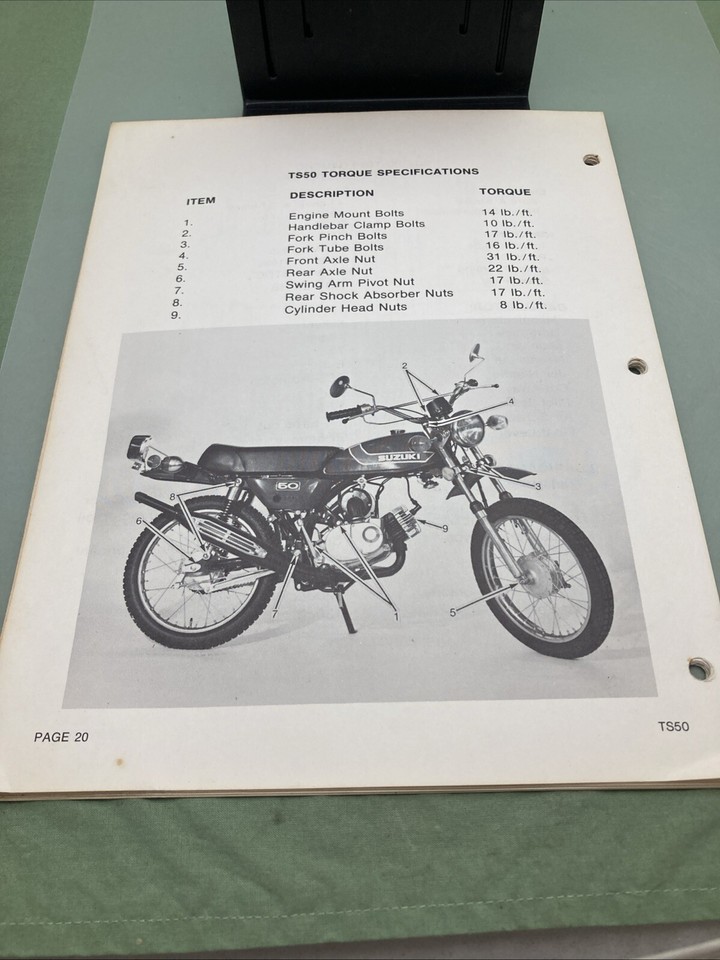 TS50 TORQUE SPECIFICATIONS
ITEM DESCRIPTION TORQUE
1. Engine Mount Bolts 14 lb./ft.
2. Handlebar Clamp Bolts 10 lb./ft.
3. Fork Pinch Bolts 17 lb./ft.
4. Fork Tube Bolts 16 lb./ft.
5. Front Axle Nut 31 lb./ft.
6. Rear Axle Nut 22 lb./ft.
7. Swing Arm Pivot Nut 17 lb./ft.
8. Rear Shock Absorber Nuts 17 lb./ft.
9. Cylinder Head Nuts 8 lb./ft.
2
4
SUZUKI
50
3
8
6
9
7
1
5
PAGE 20 TS50